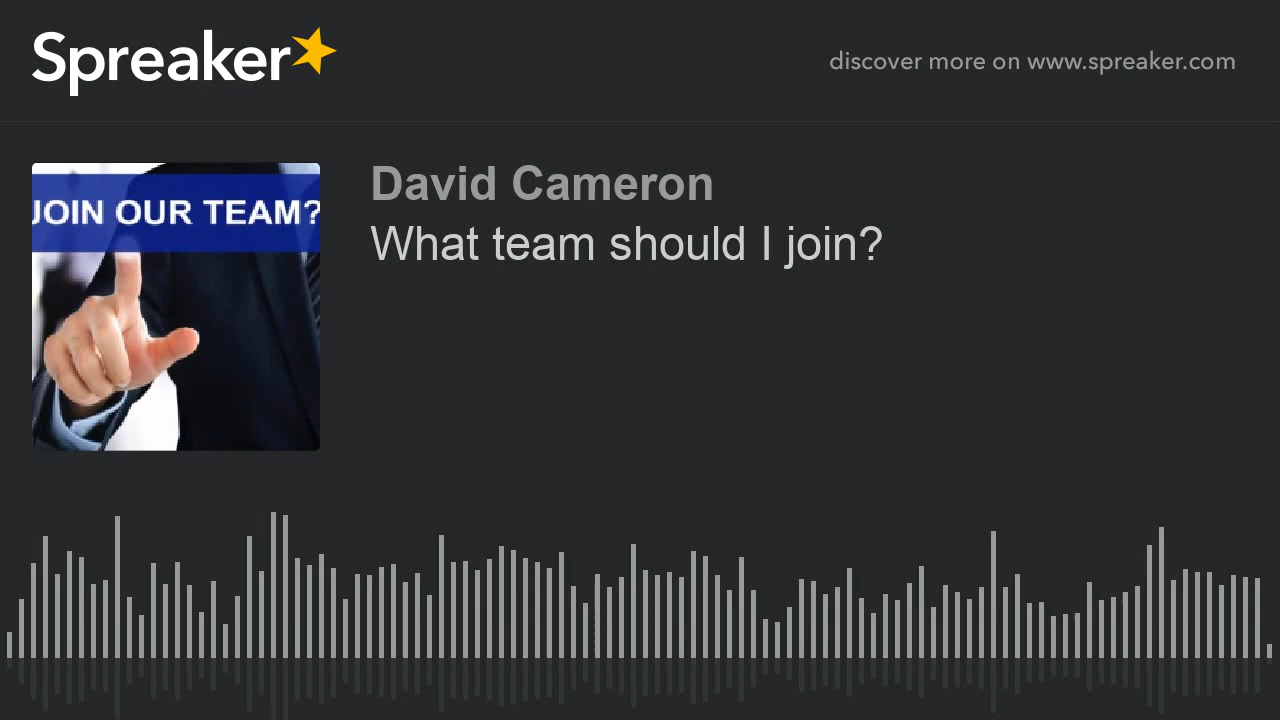 Spreaker
discover more on www.spreaker.com
JOIN OUR TEAM?
David Cameron
What team should I join?